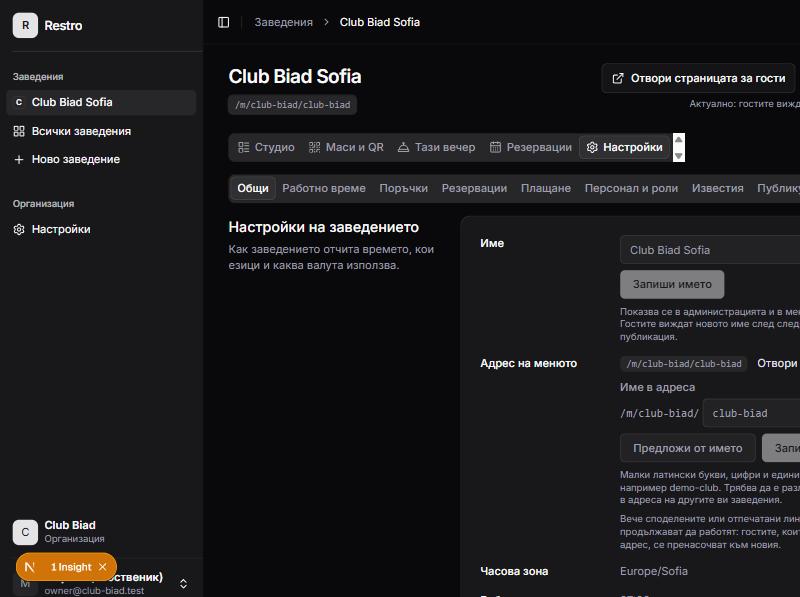 R Restro
Заведения > Club Biad Sofia
Заведения
C Club Biad Sofia
Всички заведения
Ново заведение
Организация
Настройки
Club Biad Sofia
Отвори страницата за гости
/m/club-biad/club-biad
Актуално: гостите вижд
Студио Маси и QR Тази вечер Резервации Настройки
Общи Работно време Поръчки Резервации Плащане Персонал и роли Известия Публику
Настройки на заведението
Как заведението отчита времето, кои
езици и каква валута използва.
Име
Club Biad Sofia
Запиши името
Показва се в администрацията и в ме
Гостите виждат новото име след след
публикация.
Адрес на менюто
/m/club-biad/club-biad Отвори
Име в адреса
/m/club-biad/ club-biad
Предложи от името Запи
Малки латински букви, цифри и едини
например demo-club. Трябва да е разл
в адреса на другите ви заведения.
Вече споделените или отпечатани лин
продължават да работят: гостите, кои
адрес, се пренасочват към новия.
Часова зона
Europe/Sofia
C Club Biad
Организация
N 1 Insight
M
owner@club-biad.test